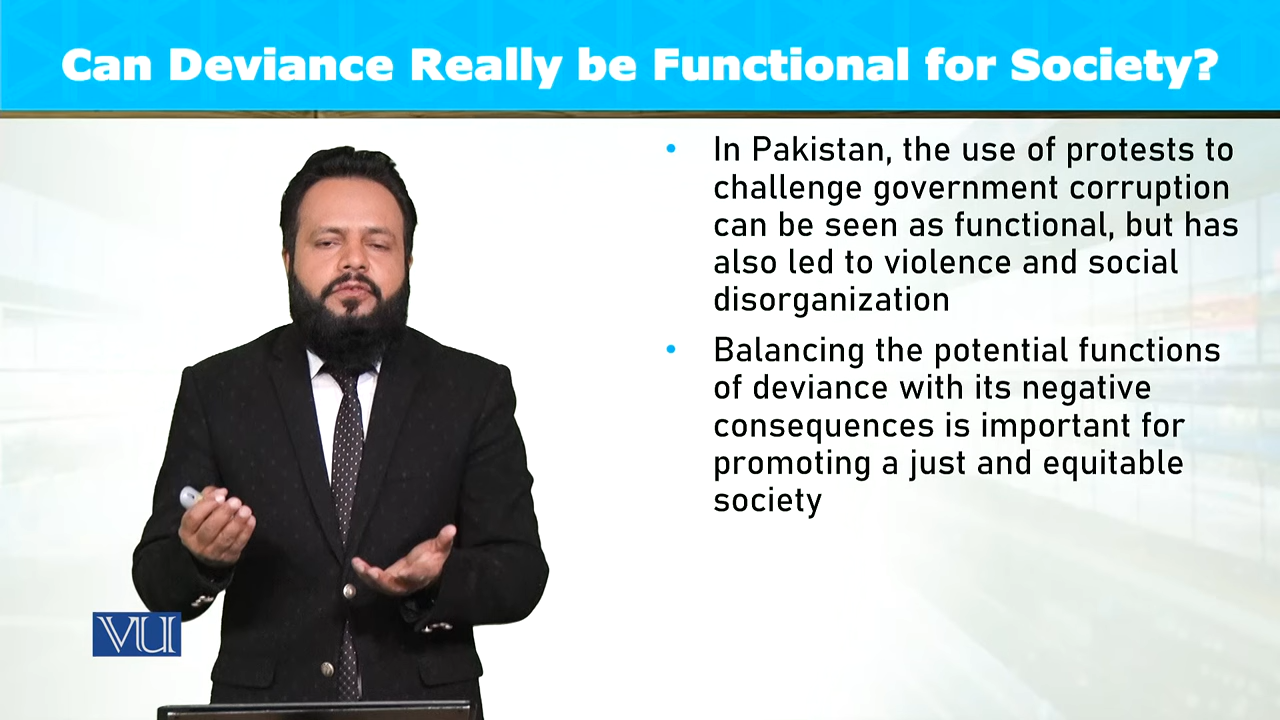 Can Deviance Really be Functional for Society?
• In Pakistan, the use of protests to
challenge government corruption
can be seen as functional, but has
also led to violence and social
disorganization
• Balancing the potential functions
of deviance with its negative
consequences is important for
promoting a just and equitable
society
VU